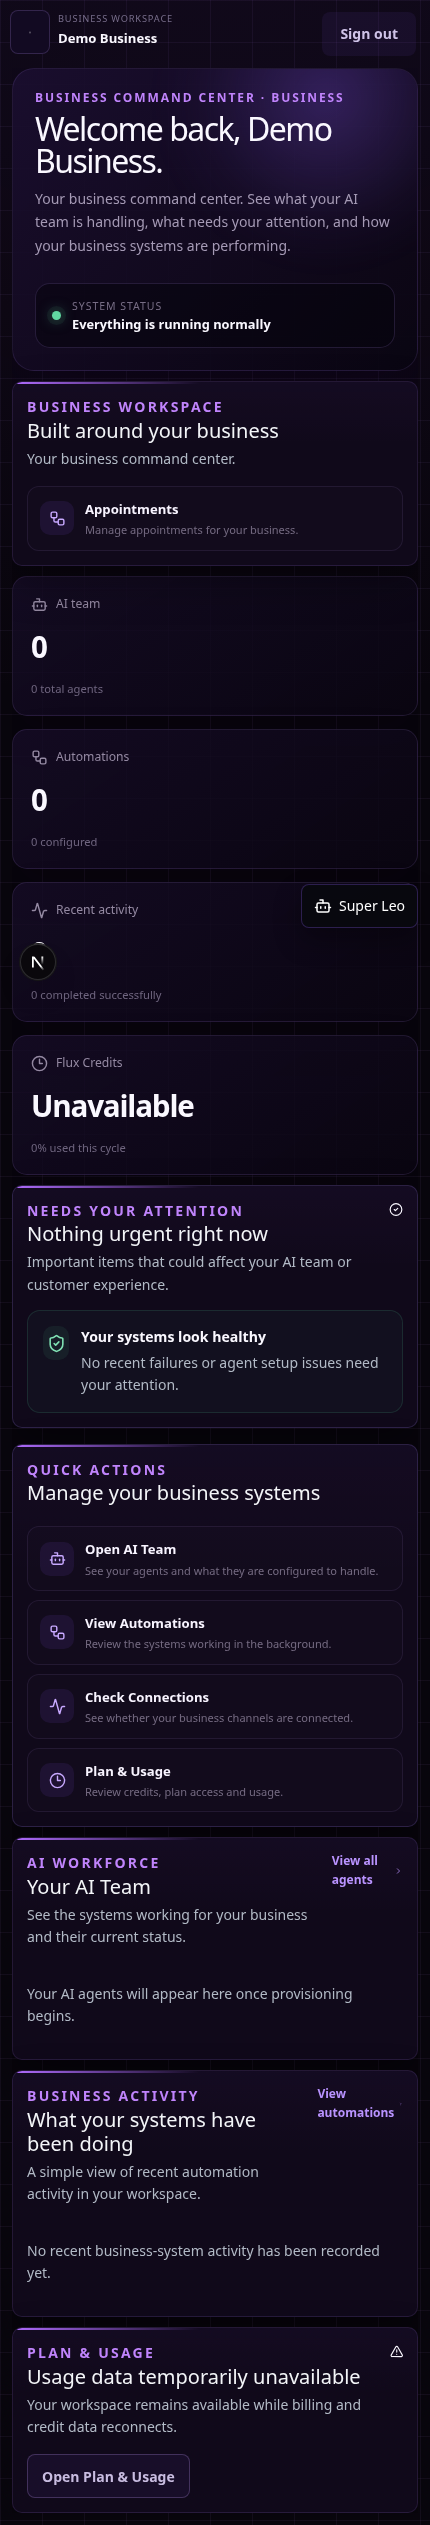 BUSINESS WORKSPACE
Demo Business
Sign out
BUSINESS COMMAND CENTER · BUSINESS
Welcome back, Demo
Business.
Your business command center. See what your AI
team is handling, what needs your attention, and how
your business systems are performing.
SYSTEM STATUS
Everything is running normally
BUSINESS WORKSPACE
Built around your business
Your business command center.
Appointments
Manage appointments for your business.
AI team
0
0 total agents
Automations
0
0 configured
Recent activity
Super Leo
N
0 completed successfully
Flux Credits
Unavailable
0% used this cycle
NEEDS YOUR ATTENTION
Nothing urgent right now
Important items that could affect your AI team or
customer experience.
Your systems look healthy
No recent failures or agent setup issues need
your attention.
QUICK ACTIONS
Manage your business systems
Open AI Team
See your agents and what they are configured to handle.
View Automations
Review the systems working in the background.
Check Connections
See whether your business channels are connected.
Plan & Usage
Review credits, plan access and usage.
AI WORKFORCE
View all
agents
Your AI Team
See the systems working for your business
and their current status.
Your AI agents will appear here once provisioning
begins.
BUSINESS ACTIVITY
View
automations
What your systems have
been doing
A simple view of recent automation
activity in your workspace.
No recent business-system activity has been recorded
yet.
PLAN & USAGE
Usage data temporarily unavailable
Your workspace remains available while billing and
credit data reconnects.
Open Plan & Usage